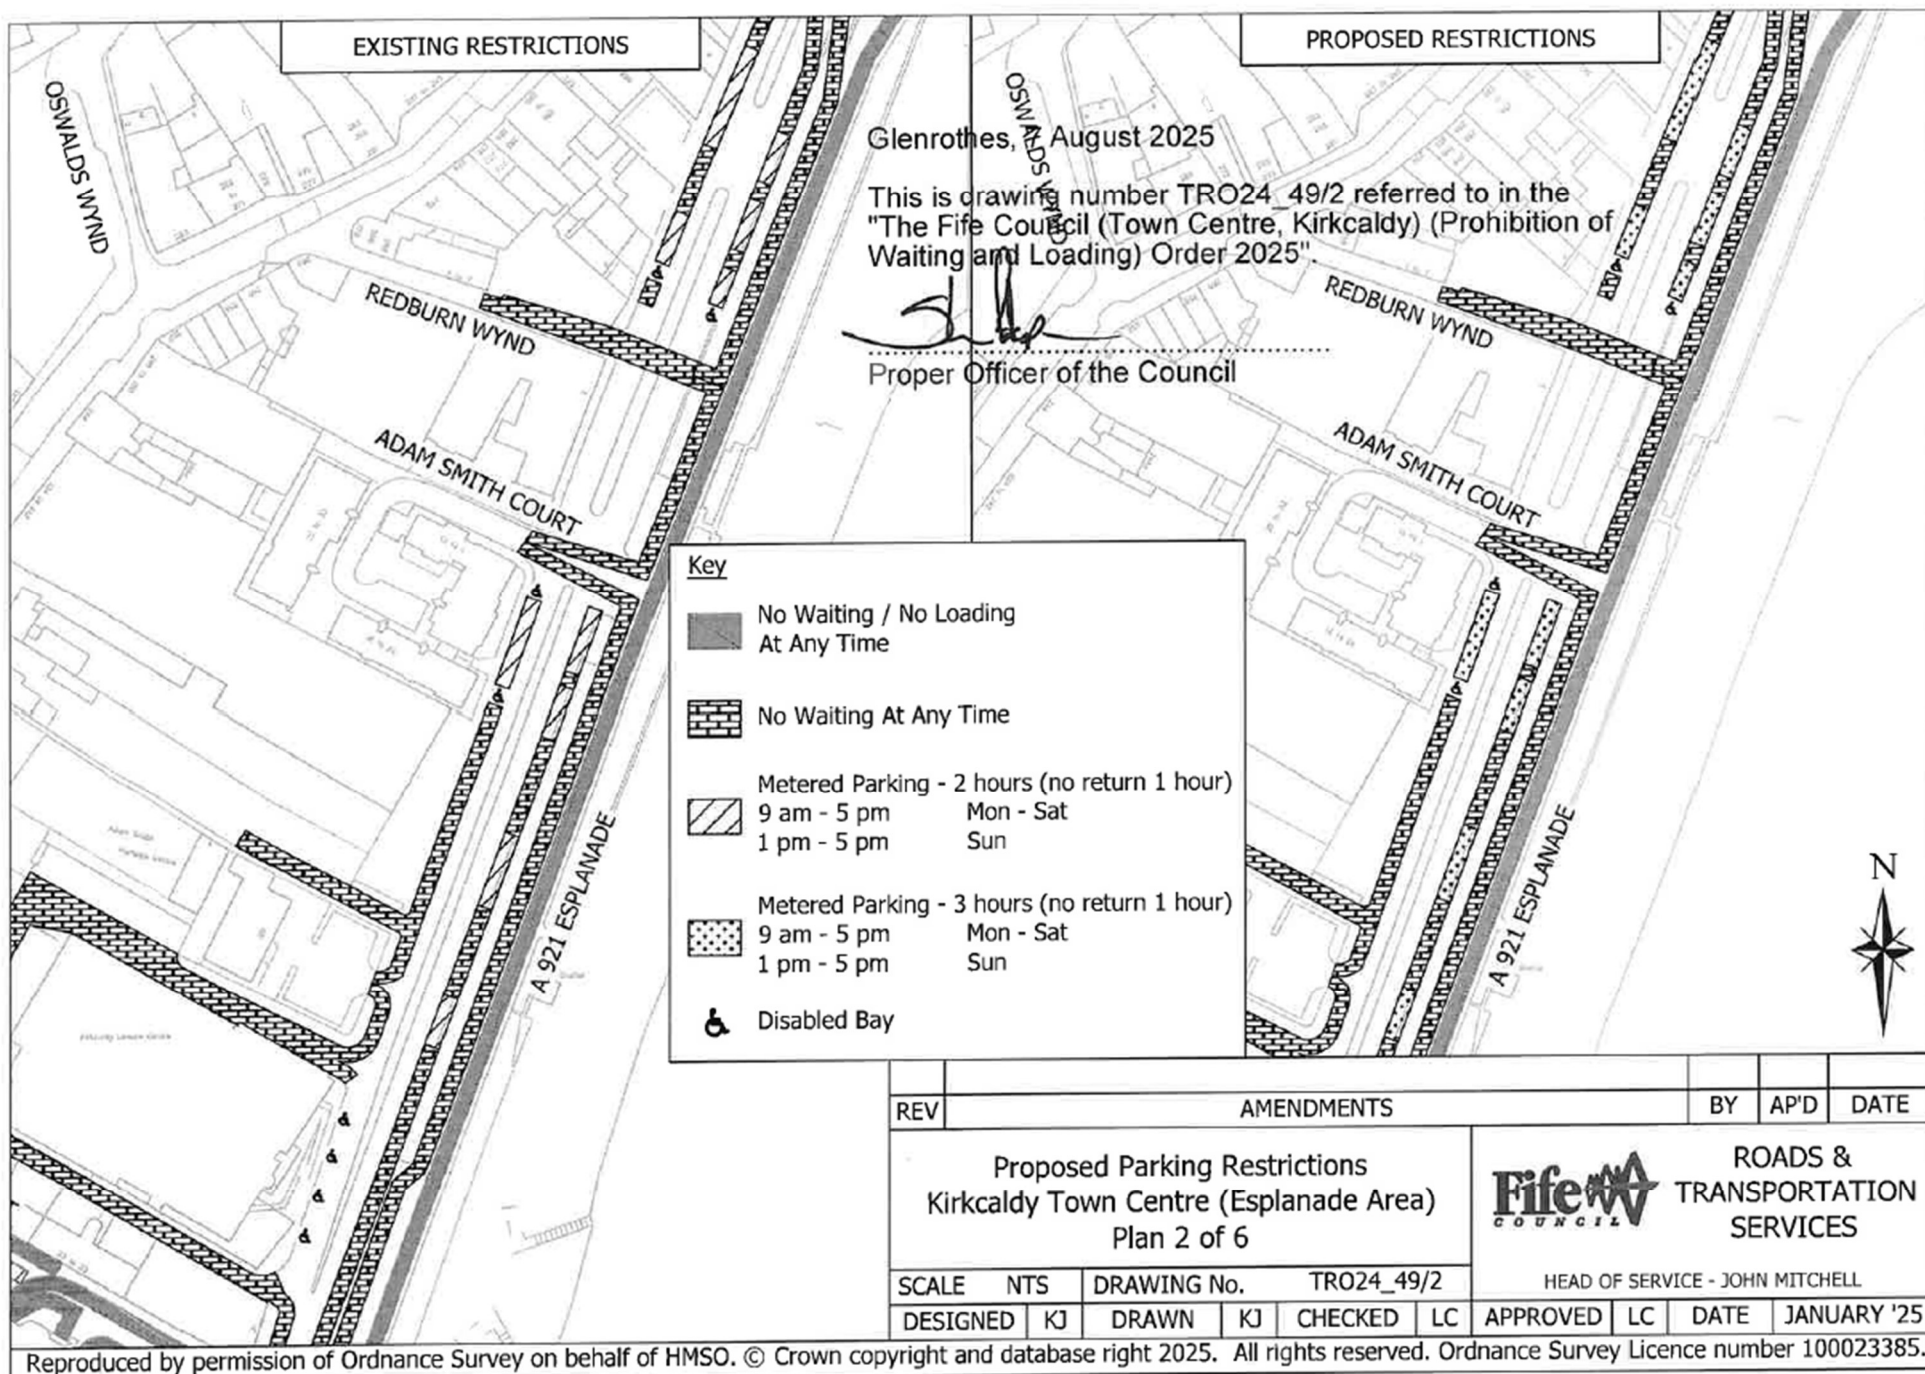 EXISTING RESTRICTIONS
PROPOSED RESTRICTIONS
OSWALDS WYND
OSWALDS WYND
Glenrothes, August 2025
This is drawing number TRO24_49/2 referred to in the
"The Fife Council (Town Centre, Kirkcaldy) (Prohibition of
Waiting and Loading) Order 2025".
Proper Officer of the Council
REDBURN WYND
REDBURN WYND
ADAM SMITH COURT
ADAM SMITH COURT
A 921 ESPLANADE
A 921 ESPLANADE
Key
No Waiting / No Loading
At Any Time
No Waiting At Any Time
Metered Parking - 2 hours (no return 1 hour)
9 am - 5 pm Mon - Sat
1 pm - 5 pm Sun
Metered Parking - 3 hours (no return 1 hour)
9 am - 5 pm Mon - Sat
1 pm - 5 pm Sun
Disabled Bay
N
REV AMENDMENTS BY AP'D DATE
Proposed Parking Restrictions
Kirkcaldy Town Centre (Esplanade Area)
Plan 2 of 6
Fife
COUNCIL
ROADS &
TRANSPORTATION
SERVICES
HEAD OF SERVICE - JOHN MITCHELL
SCALE NTS DRAWING No. TRO24_49/2
DESIGNED KJ DRAWN KJ CHECKED LC APPROVED LC DATE JANUARY '25
Reproduced by permission of Ordnance Survey on behalf of HMSO. © Crown copyright and database right 2025. All rights reserved. Ordnance Survey Licence number 100023385.